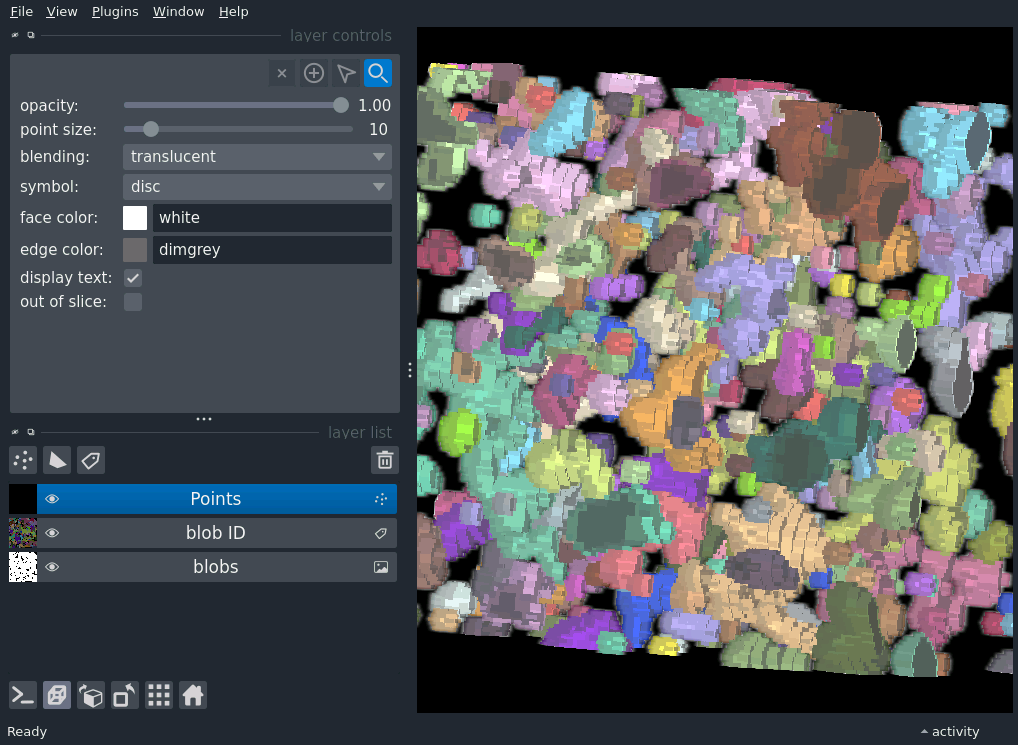 File View Plugins Window Help
layer controls
opacity: 1.00
point size: 10
blending: translucent
symbol: disc
face color: white
edge color: dimgrey
display text:
out of slice:
layer list
Points
blob ID
blobs
Ready activity